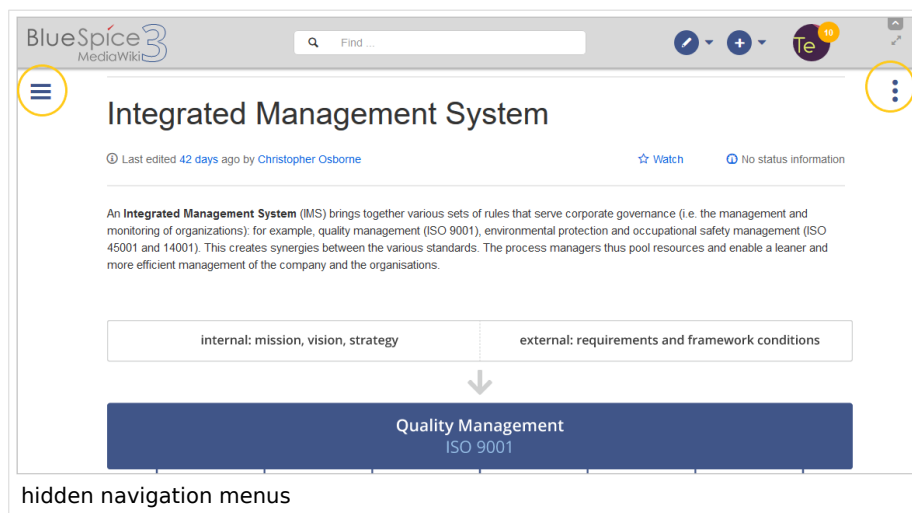 BlueSpice 3
MediaWiki
Find ...
Te
10
Integrated Management System
Last edited 42 days ago by Christopher Osborne
Watch
No status information
An Integrated Management System (IMS) brings together various sets of rules that serve corporate governance (i.e. the management and
monitoring of organizations): for example, quality management (ISO 9001), environmental protection and occupational safety management (ISO
45001 and 14001). This creates synergies between the various standards. The process managers thus pool resources and enable a leaner and
more efficient management of the company and the organisations.
internal: mission, vision, strategy
external: requirements and framework conditions
Quality Management
ISO 9001
hidden navigation menus